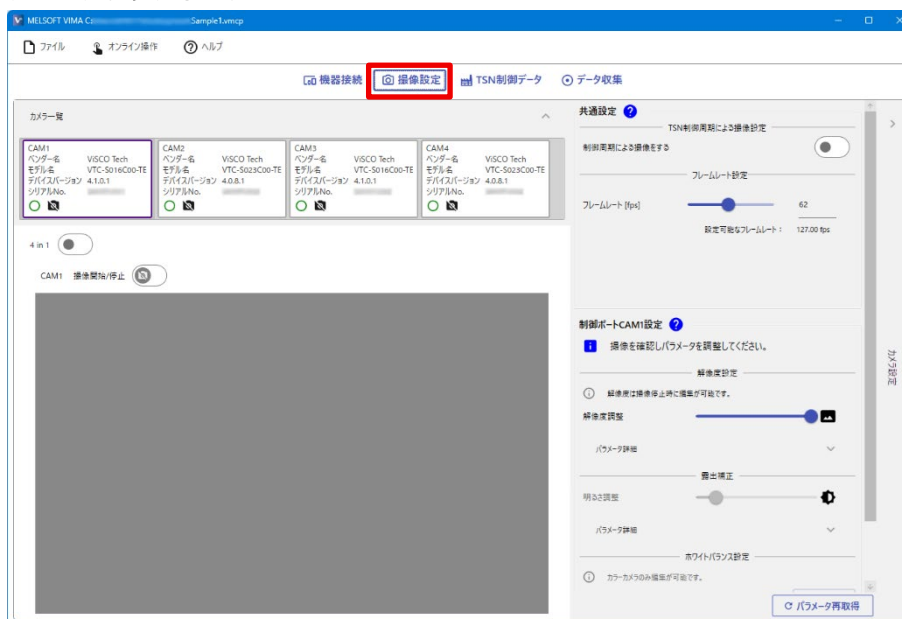 MELSOFT VIMA C: Sample1.vmcp
ファイル オンライン操作 ヘルプ
機器接続 撮像設定 TSN制御データ データ収集
カメラ一覧
CAM1
ベンダー名 ViSCO Tech
モデル名 VTC-S016C00-TE
デバイスバージョン 4.1.0.1
シリアルNo.
CAM2
ベンダー名 ViSCO Tech
モデル名 VTC-S023C00-TE
デバイスバージョン 4.0.8.1
シリアルNo.
CAM3
ベンダー名 ViSCO Tech
モデル名 VTC-S016C00-TE
デバイスバージョン 4.1.0.1
シリアルNo.
CAM4
ベンダー名 ViSCO Tech
モデル名 VTC-S023C00-TE
デバイスバージョン 4.0.8.1
シリアルNo.
4 in 1
CAM1 撮像開始/停止
共通設定
TSN制御周期による撮像設定
制御周期による撮像をする
フレームレート設定
フレームレート [fps] 62
設定可能なフレームレート: 127.00 fps
制御ポートCAM1設定
撮像を確認しパラメータを調整してください。
解像度設定
解像度は撮像停止時に編集が可能です。
解像度調整
パラメータ詳細
露出補正
明るさ調整
パラメータ詳細
ホワイトバランス設定
カラーカメラのみ編集が可能です。
パラメータ再取得
カメラ設定